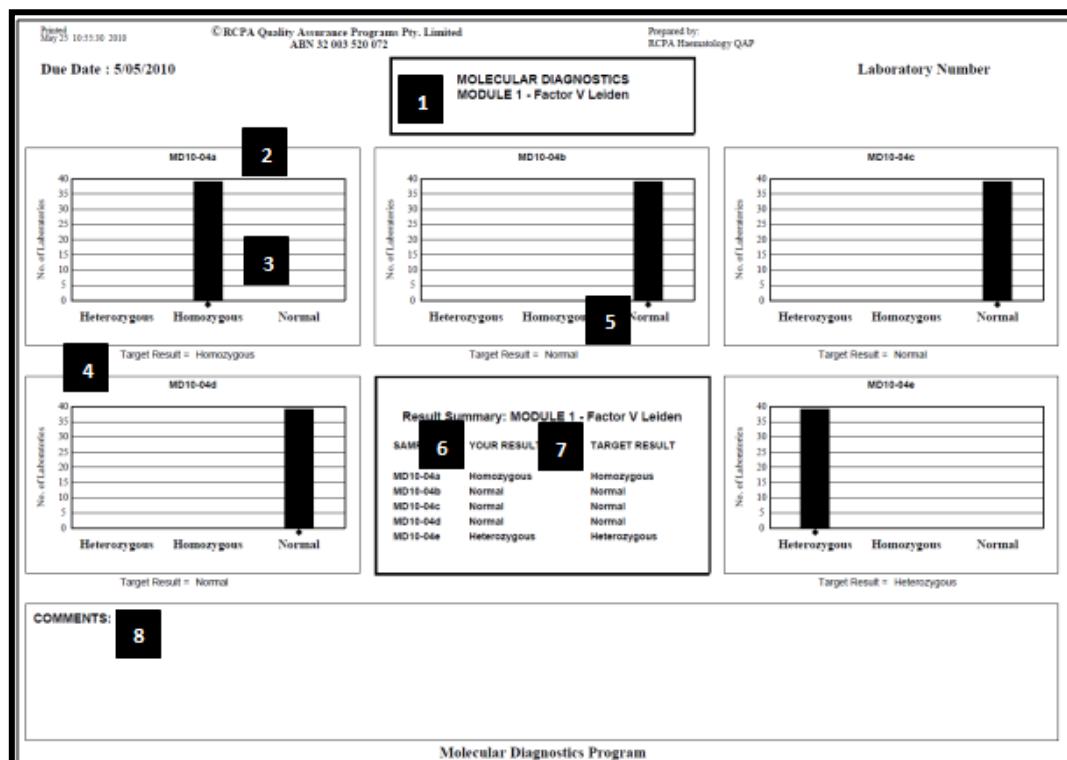 Printed
May 25 10:55:30 2010
©RCPA Quality Assurance Programs Pty. Limited
ABN 32 003 520 072
Prepared by:
RCPA Haematology QAP
Due Date : 5/05/2010
Laboratory Number
1
MOLECULAR DIAGNOSTICS
MODULE 1 - Factor V Leiden
MD10-04a
2
No. of Laboratories
40
35
30
25
20
15
10
5
0
3
Heterozygous Homozygous Normal
Target Result = Homozygous
MD10-04b
No. of Laboratories
40
35
30
25
20
15
10
5
0
Heterozygous Homozygous Normal
5
Target Result = Normal
MD10-04c
No. of Laboratories
40
35
30
25
20
15
10
5
0
Heterozygous Homozygous Normal
Target Result = Normal
4
MD10-04d
No. of Laboratories
40
35
30
25
20
15
10
5
0
Heterozygous Homozygous Normal
Target Result = Normal
Result Summary: MODULE 1 - Factor V Leiden
6 YOUR RESULT 7 TARGET RESULT
MD10-04a Homozygous Homozygous
MD10-04b Normal Normal
MD10-04c Normal Normal
MD10-04d Normal Normal
MD10-04e Heterozygous Heterozygous
MD10-04e
No. of Laboratories
40
35
30
25
20
15
10
5
0
Heterozygous Homozygous Normal
Target Result = Heterozygous
COMMENTS:
8
Molecular Diagnostics Program